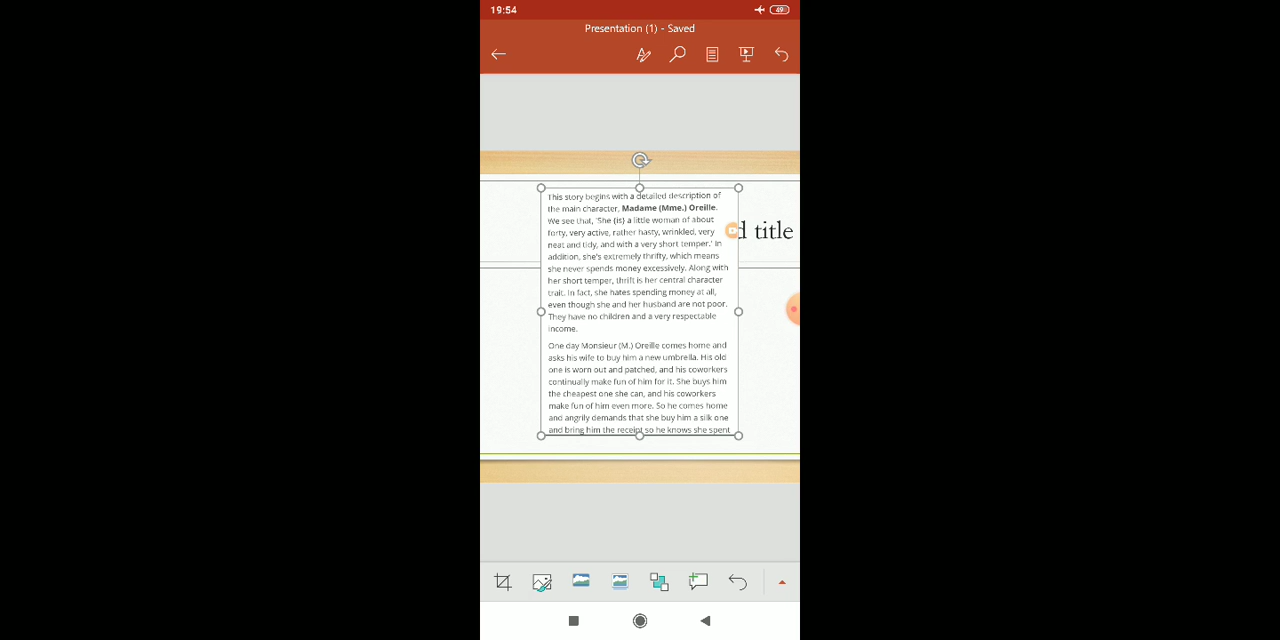 19:54
49
Presentation (1) - Saved
d title
This story begins with a detailed description of
the main character, Madame (Mme.) Oreille.
We see that, 'She {is} a little woman of about
forty, very active, rather hasty, wrinkled, very
neat and tidy, and with a very short temper.' In
addition, she's extremely thrifty, which means
she never spends money excessively. Along with
her short temper, thrift is her central character
trait. In fact, she hates spending money at all,
even though she and her husband are not poor.
They have no children and a very respectable
income.
One day Monsieur (M.) Oreille comes home and
asks his wife to buy him a new umbrella. His old
one is worn out and patched, and his coworkers
continually make fun of him for it. She buys him
the cheapest one she can, and his coworkers
make fun of him even more. So he comes home
and angrily demands that she buy him a silk one
and bring him the receipt so he knows she spent